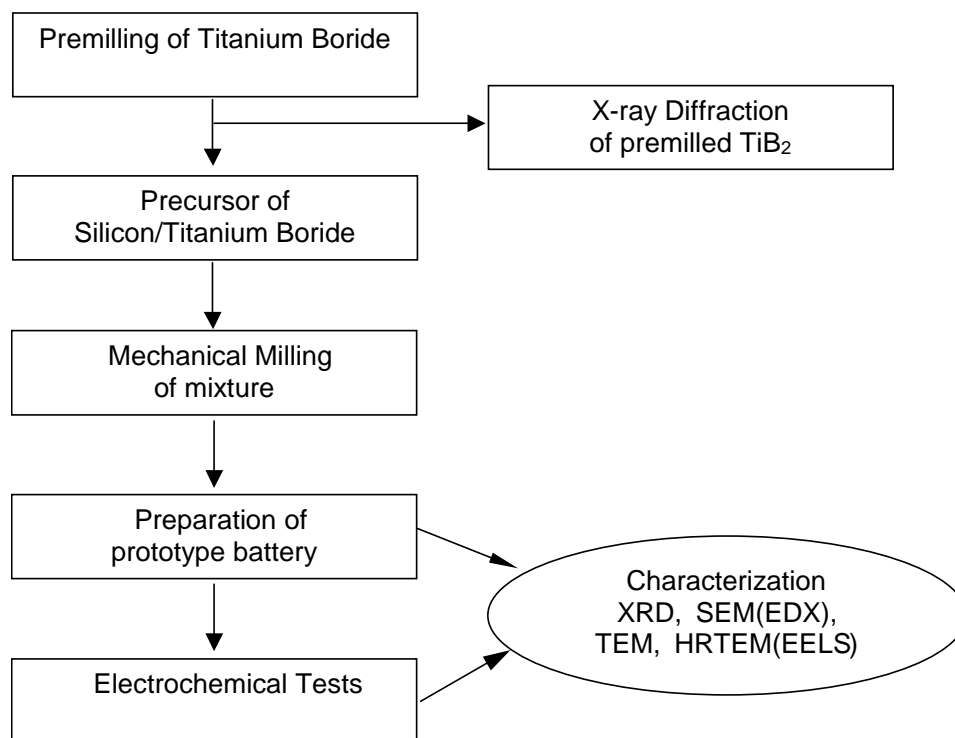 Premilling of Titanium Boride
X-ray Diffraction
of premilled TiB₂
Precursor of
Silicon/Titanium Boride
Mechanical Milling
of mixture
Preparation of
prototype battery
Characterization
XRD, SEM(EDX),
TEM, HRTEM(EELS)
Electrochemical Tests